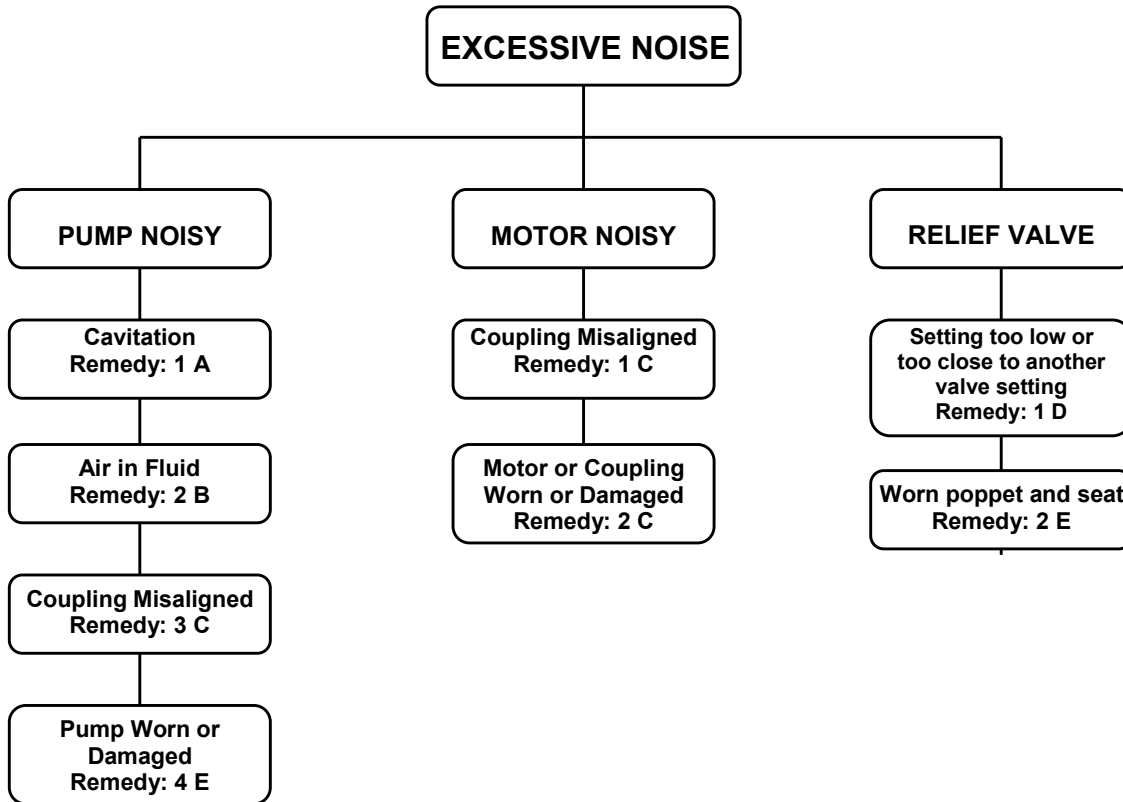 EXCESSIVE NOISE
PUMP NOISY
Cavitation
Remedy: 1 A
Air in Fluid
Remedy: 2 B
Coupling Misaligned
Remedy: 3 C
Pump Worn or
Damaged
Remedy: 4 E
MOTOR NOISY
Coupling Misaligned
Remedy: 1 C
Motor or Coupling
Worn or Damaged
Remedy: 2 C
RELIEF VALVE
Setting too low or
too close to another
valve setting
Remedy: 1 D
Worn poppet and seat
Remedy: 2 E